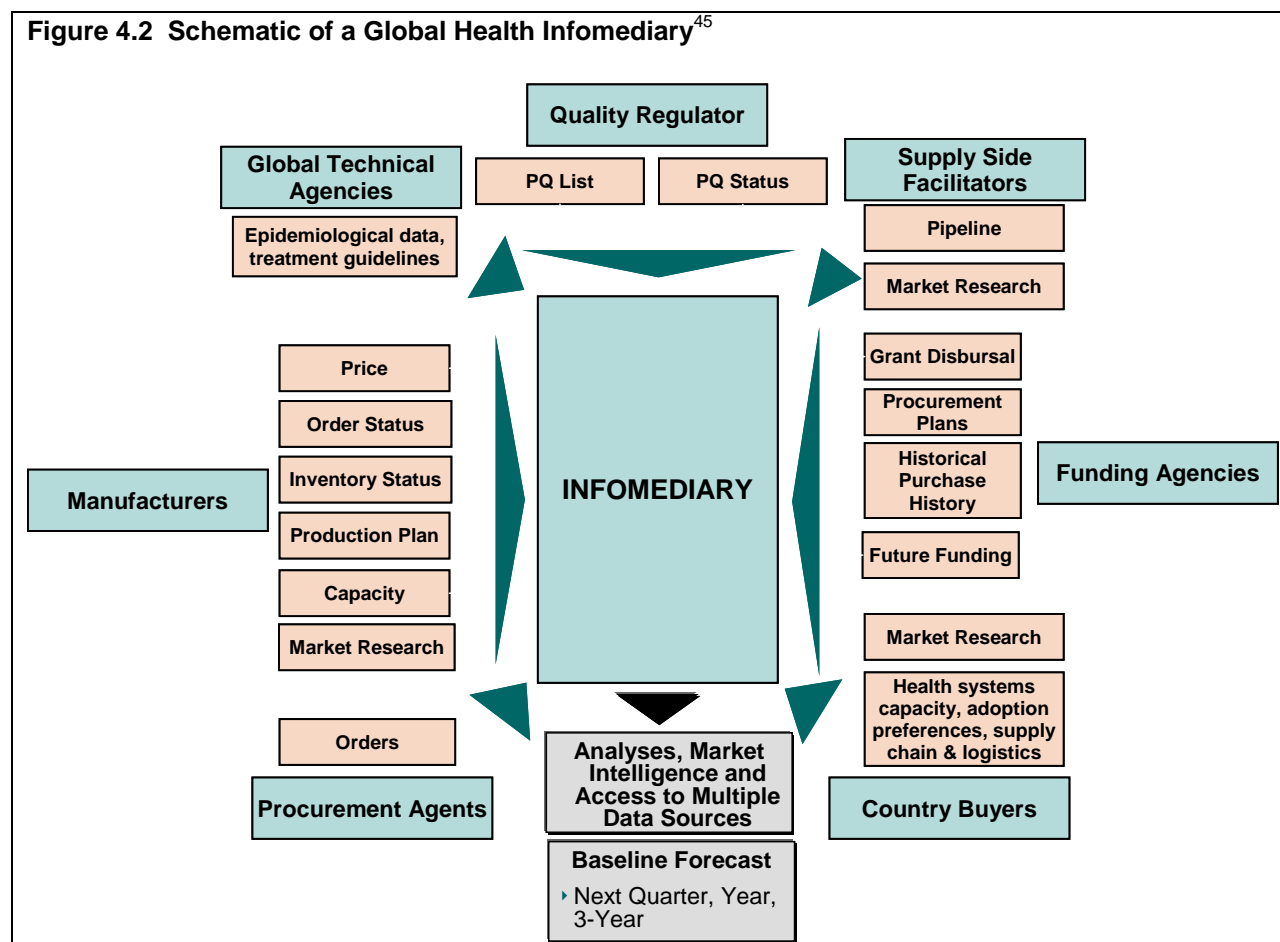 Figure 4.2 Schematic of a Global Health Infomediary45
Quality Regulator
PQ List
PQ Status
Global Technical
Agencies
Epidemiological data,
treatment guidelines
Supply Side
Facilitators
Pipeline
Market Research
Manufacturers
Price
Order Status
Inventory Status
Production Plan
Capacity
Market Research
INFOMEDIARY
Grant Disbursal
Procurement
Plans
Historical
Purchase
History
Future Funding
Funding Agencies
Orders
Procurement Agents
Market Research
Health systems
capacity, adoption
preferences, supply
chain & logistics
Country Buyers
Analyses, Market
Intelligence and
Access to Multiple
Data Sources
Baseline Forecast
Next Quarter, Year,
3-Year